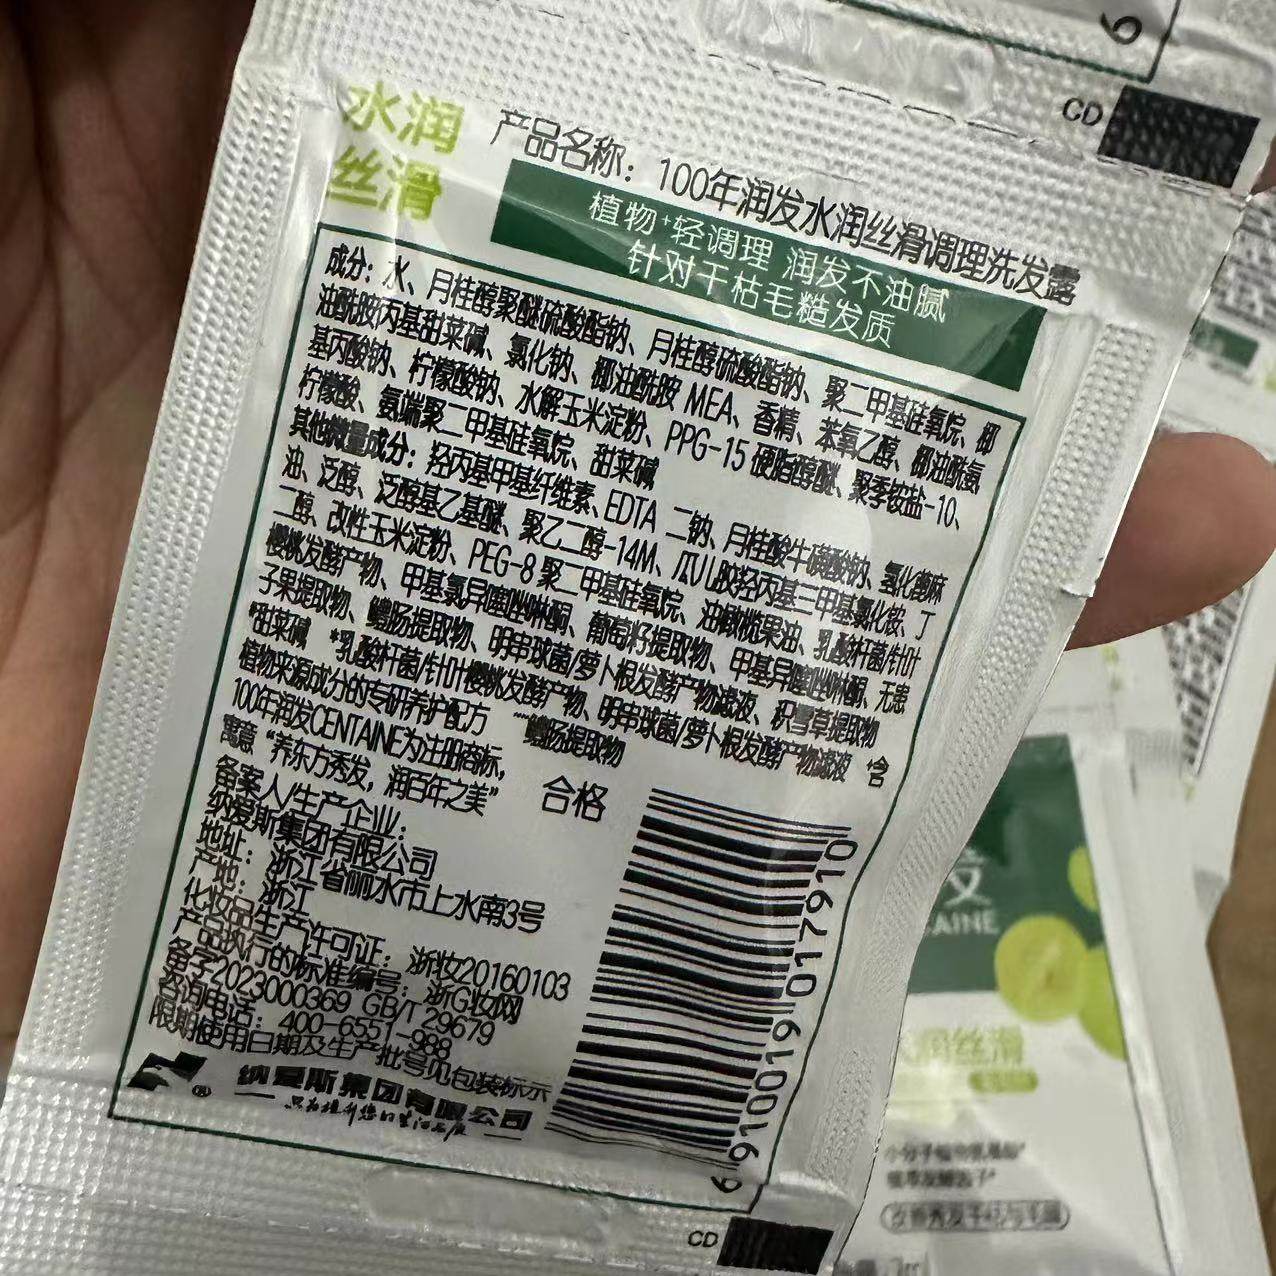 水润
丝滑
产品名称：100年润发水润丝滑调理洗发露
植物⁺轻调理 润发不油腻
针对干枯毛糙发质
成分：水、月桂醇聚醚硫酸酯钠、月桂醇硫酸酯钠、聚二甲基硅氧烷、椰
油酰胺丙基甜菜碱、氯化钠、椰油酰胺 MEA、香精、苯氧乙醇、椰油酰氨
基丙酸钠、柠檬酸钠、水解玉米淀粉、PPG-15 硬脂醇醚、聚季铵盐-10、
柠檬酸、氨端聚二甲基硅氧烷、甜菜碱
其他微量成分：羟丙基甲基纤维素、EDTA 二钠、月桂酸牛磺酸钠、氢化蓖麻
油、泛醇、泛醇基乙基醚、聚乙二醇-14M、瓜儿胶羟丙基三甲基氯化铵、丁
二醇、改性玉米淀粉、PEG-8 聚二甲基硅氧烷、油橄榄果油、乳酸杆菌/针叶
樱桃发酵产物、甲基氯异噻唑啉酮、葡萄籽提取物、甲基异噻唑啉酮、无患
子果提取物、鳢肠提取物、明串球菌/萝卜根发酵产物滤液、积雪草提取物
⁺甜菜碱 *乳酸杆菌/针叶樱桃发酵产物、明串球菌/萝卜根发酵产物滤液 含
植物来源成分的专研养护配方 鳢肠提取物
100年润发CENTAINE为注册商标，
寓意“养东方秀发，润百年之美”
合格
备案人/生产企业：
纳爱斯集团有限公司
地址：浙江省丽水市上水南3号
产地：浙江
化妆品生产许可证：浙妆20160103
产品执行的标准编号：浙G妆网
备字2023000369 GB/T 29679
咨询电话：400-6551-988
限期使用日期及生产批号见包装标示
纳爱斯集团有限公司
6910019017910
CD
CD
6
AINE
润丝滑